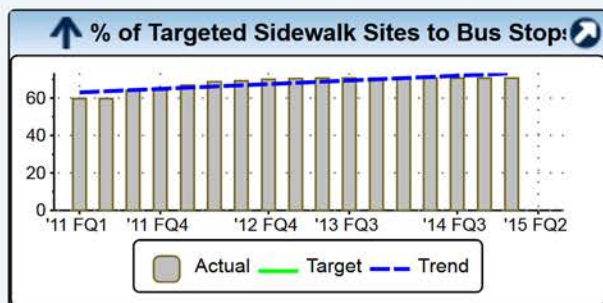 % of Targeted Sidewalk Sites to Bus Stops
60
40
20
0
'11 FQ1 '11 FQ4 '12 FQ4 '13 FQ3 '14 FQ3 '15 FQ2
Actual Target Trend